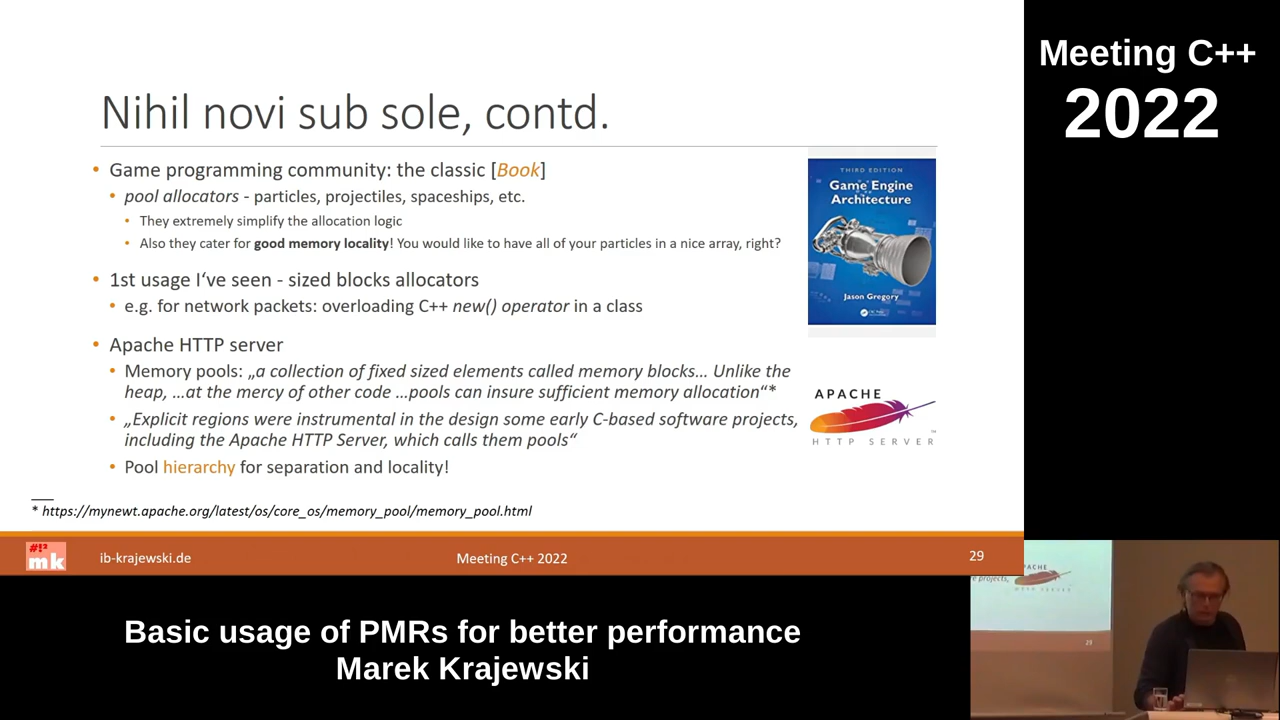 Meeting C++
2022
Nihil novi sub sole, contd.
• Game programming community: the classic [Book]
• pool allocators - particles, projectiles, spaceships, etc.
• They extremely simplify the allocation logic
• Also they cater for good memory locality! You would like to have all of your particles in a nice array, right?
• 1st usage I‘ve seen - sized blocks allocators
• e.g. for network packets: overloading C++ new() operator in a class
• Apache HTTP server
• Memory pools: „a collection of fixed sized elements called memory blocks… Unlike the
heap, …at the mercy of other code …pools can insure sufficient memory allocation“*
• „Explicit regions were instrumental in the design some early C-based software projects,
including the Apache HTTP Server, which calls them pools“
• Pool hierarchy for separation and locality!
THIRD EDITION
Game Engine
Architecture
Jason Gregory
APACHE
HTTP SERVER
™
* https://mynewt.apache.org/latest/os/core_os/memory_pool/memory_pool.html
#!²
mk
ib-krajewski.de
Meeting C++ 2022
29
Basic usage of PMRs for better performance
Marek Krajewski
re projects,
PACHE
29